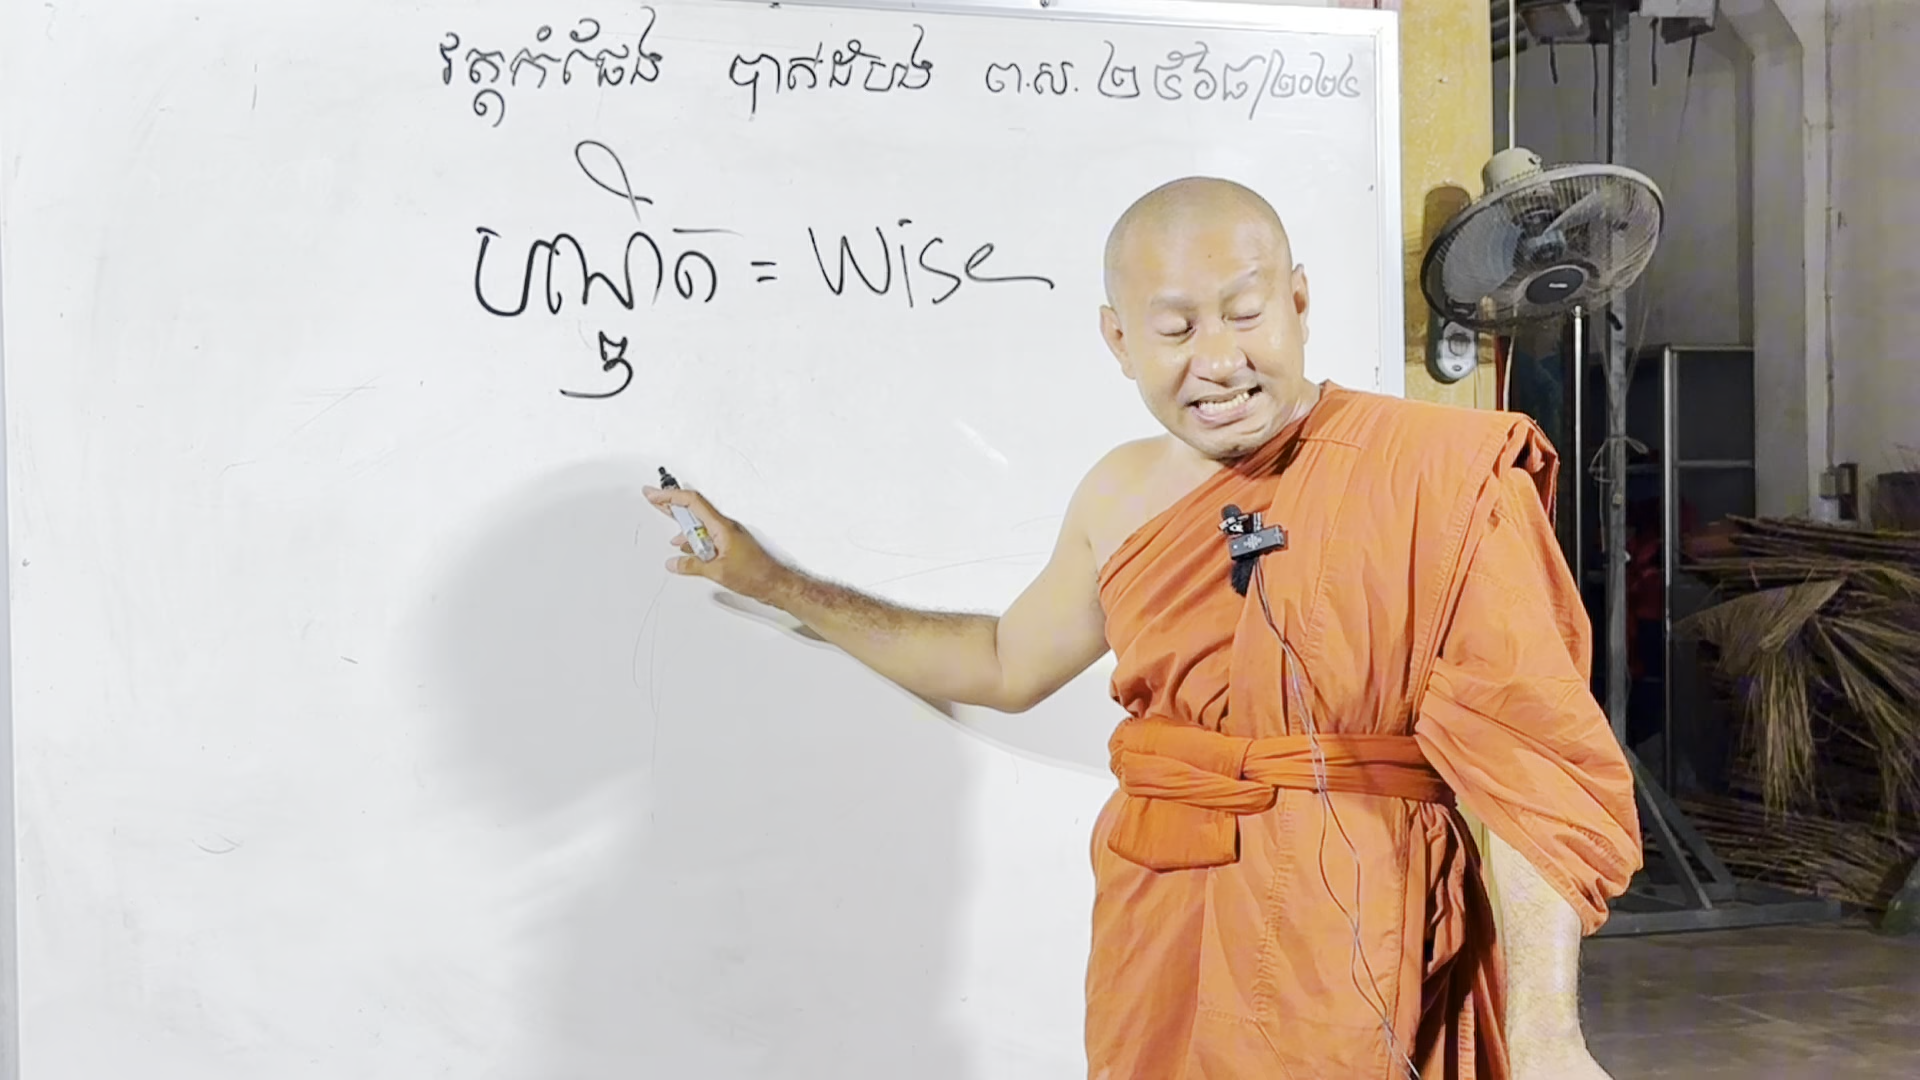 វត្តកំផែង បាត់ដំបង ព.ស. ២៥៦៨/២០២៤
បណ្ឌិត = Wise